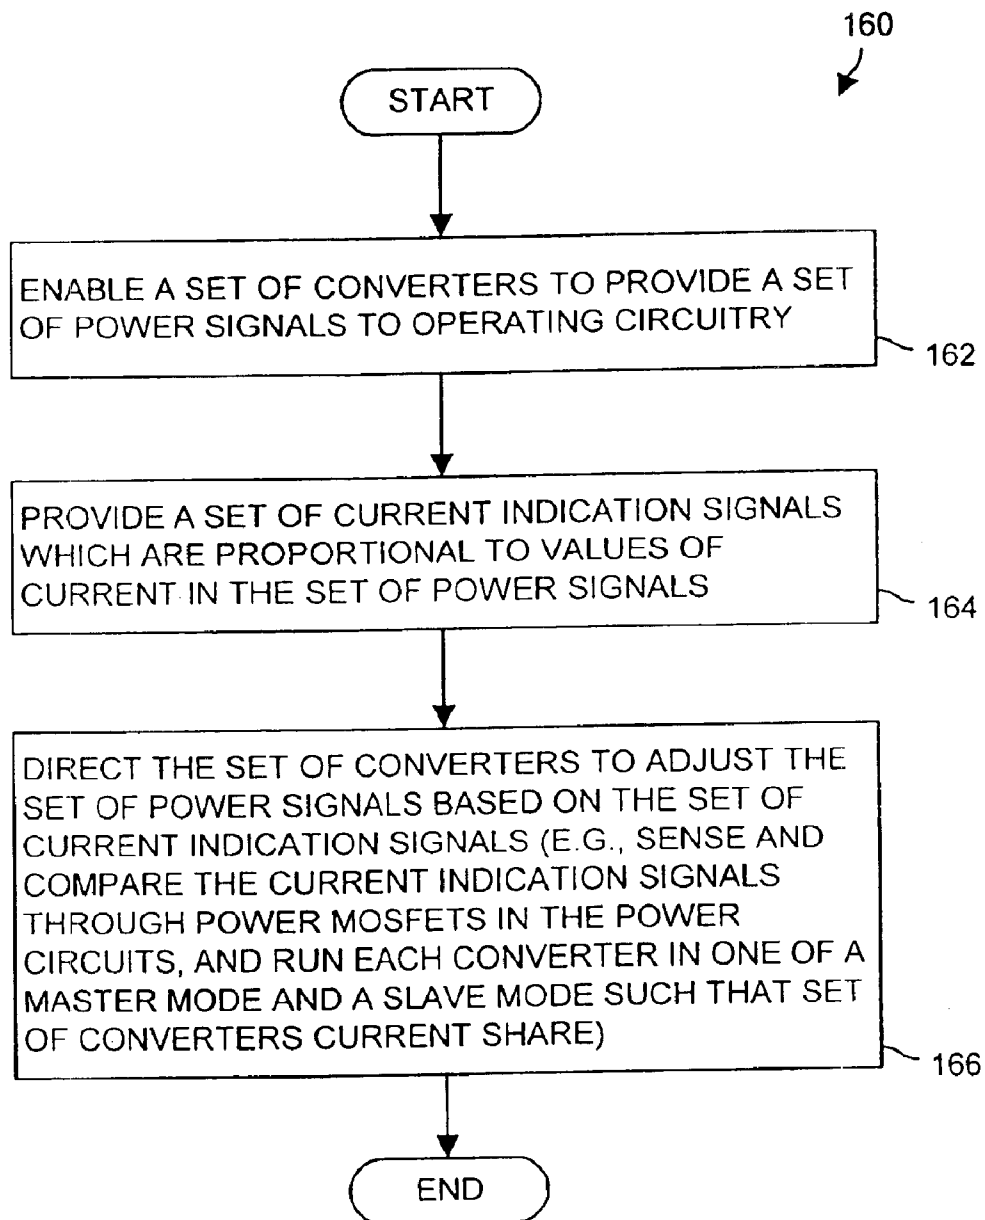 160
START
ENABLE A SET OF CONVERTERS TO PROVIDE A SET
OF POWER SIGNALS TO OPERATING CIRCUITRY
162
PROVIDE A SET OF CURRENT INDICATION SIGNALS
WHICH ARE PROPORTIONAL TO VALUES OF
CURRENT IN THE SET OF POWER SIGNALS
164
DIRECT THE SET OF CONVERTERS TO ADJUST THE
SET OF POWER SIGNALS BASED ON THE SET OF
CURRENT INDICATION SIGNALS (E.G., SENSE AND
COMPARE THE CURRENT INDICATION SIGNALS
THROUGH POWER MOSFETS IN THE POWER
CIRCUITS, AND RUN EACH CONVERTER IN ONE OF A
MASTER MODE AND A SLAVE MODE SUCH THAT SET
OF CONVERTERS CURRENT SHARE)
166
END